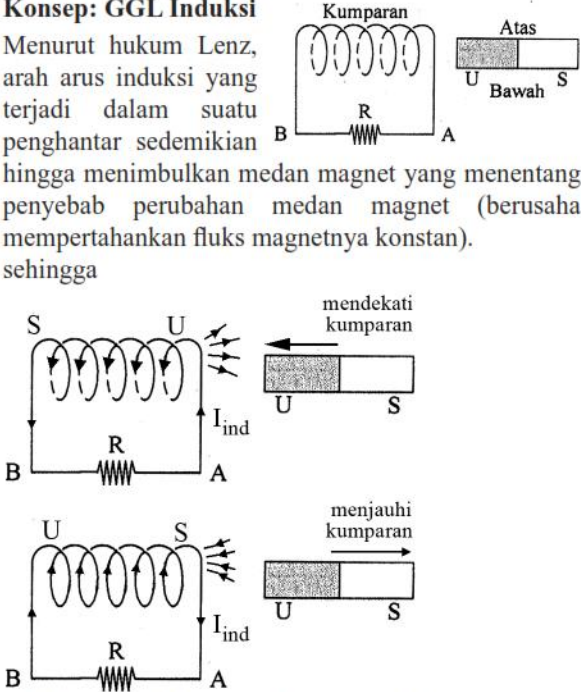 Konsep: GGL Induksi
Menurut hukum Lenz,
arah arus induksi yang
terjadi dalam suatu
penghantar sedemikian
Kumparan
Atas
U S
Bawah
R
B A
hingga menimbulkan medan magnet yang menentang
penyebab perubahan medan magnet (berusaha
mempertahankan fluks magnetnya konstan).
sehingga
mendekati
kumparan
S U
U S
I_ind
R
B A
menjauhi
kumparan
U S
U S
I_ind
R
B A